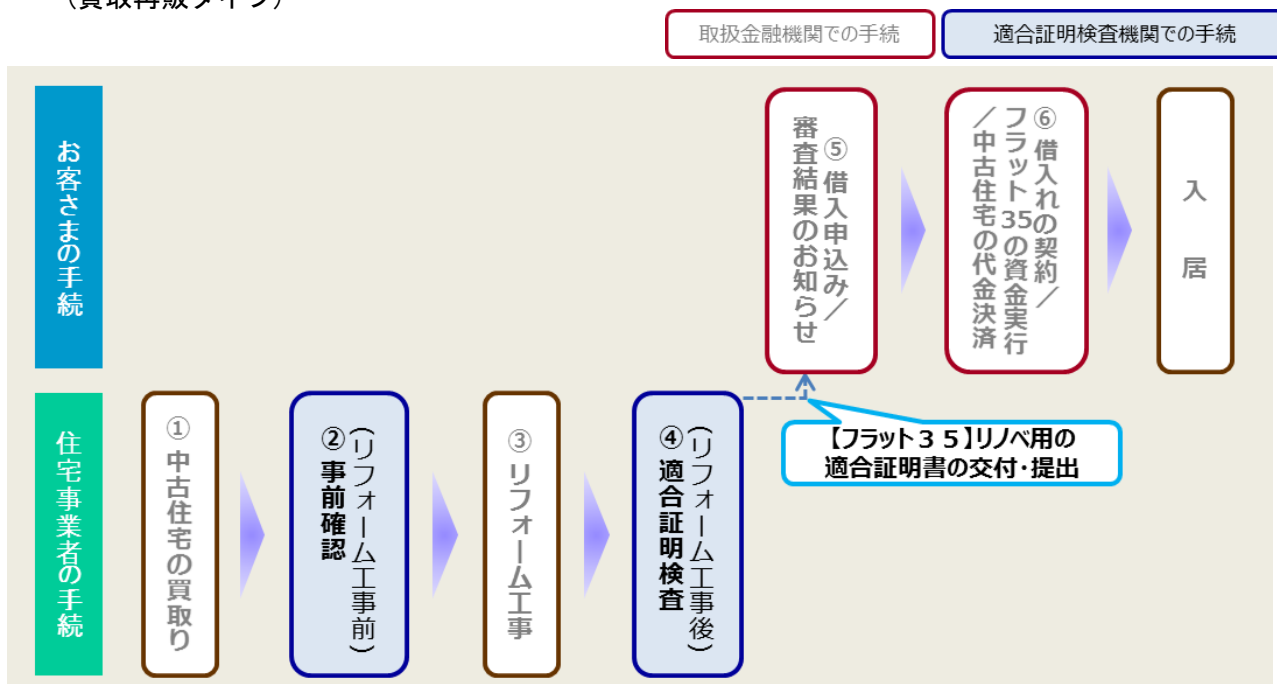 （買取再販タイプ）
取扱金融機関での手続
適合証明検査機関での手続
お客さまの手続
⑤借入申込み／
審査結果のお知らせ
⑥借入れの契約／
フラット35の資金実行
／中古住宅の代金決済
入居
住宅事業者の手続
①中古住宅の買取り
（リフォーム工事前）
②事前確認
③リフォーム工事
（リフォーム工事後）
④適合証明検査
【フラット３５】リノベ用の
適合証明書の交付・提出